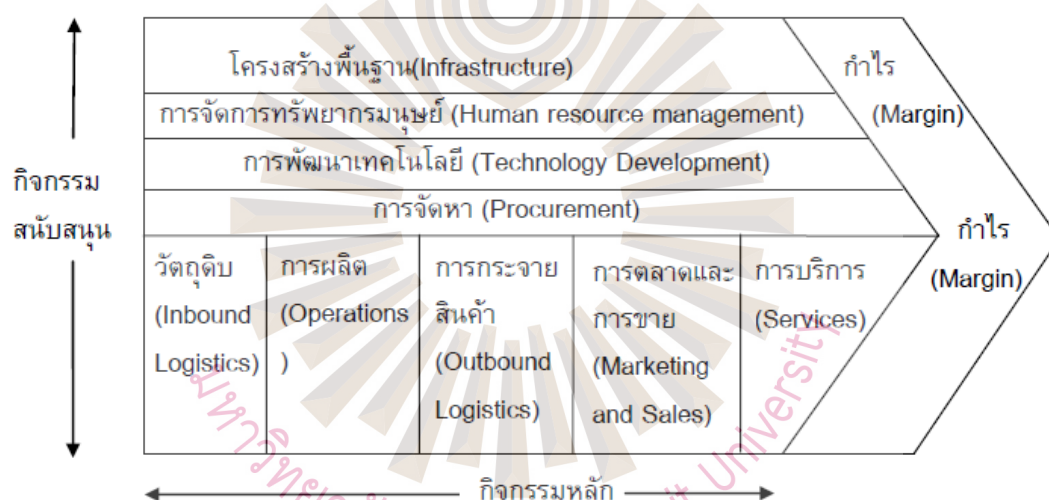 โครงสร้างพื้นฐาน(Infrastructure)
กำไร
(Margin)
การจัดการทรัพยากรมนุษย์ (Human resource management)
การพัฒนาเทคโนโลยี (Technology Development)
การจัดหา (Procurement)
กิจกรรม
สนับสนุน
กำไร
(Margin)
วัตถุดิบ
(Inbound
Logistics)
การผลิต
(Operations
)
การกระจาย
สินค้า
(Outbound
Logistics)
การตลาดและ
การขาย
(Marketing
and Sales)
การบริการ
(Services)
กิจกรรมหลัก
University